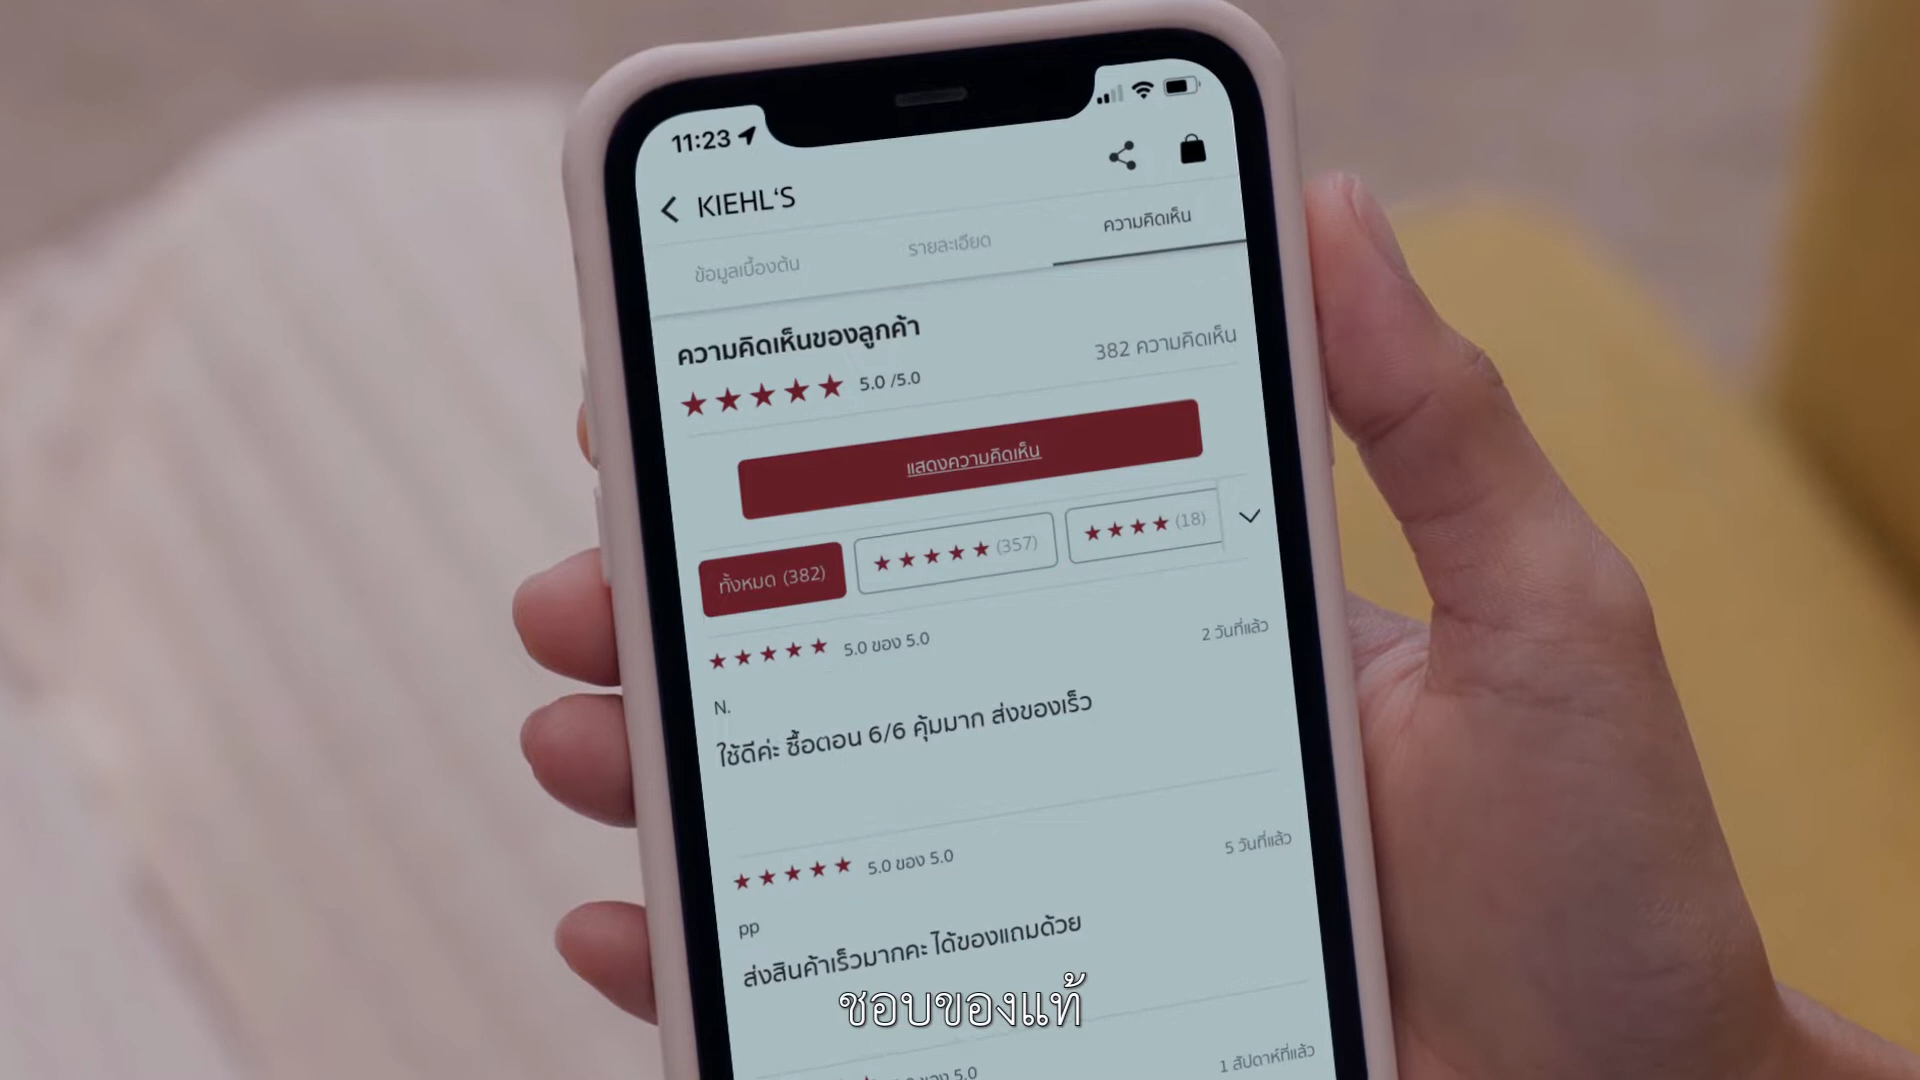 11:23
KIEHL‘S
ข้อมูลเบื้องต้น
รายละเอียด
ความคิดเห็น
ความคิดเห็นของลูกค้า
5.0 /5.0
382 ความคิดเห็น
แสดงความคิดเห็น
ทั้งหมด (382)
(357)
(18)
5.0 ของ 5.0
2 วันที่แล้ว
N.
ใช้ดีค่ะ ซื้อตอน 6/6 คุ้มมาก ส่งของเร็ว
5.0 ของ 5.0
5 วันที่แล้ว
pp
ส่งสินค้าเร็วมากคะ ได้ของแถมด้วย
ชอบของแท้
ของ 5.0
1 สัปดาห์ที่แล้ว